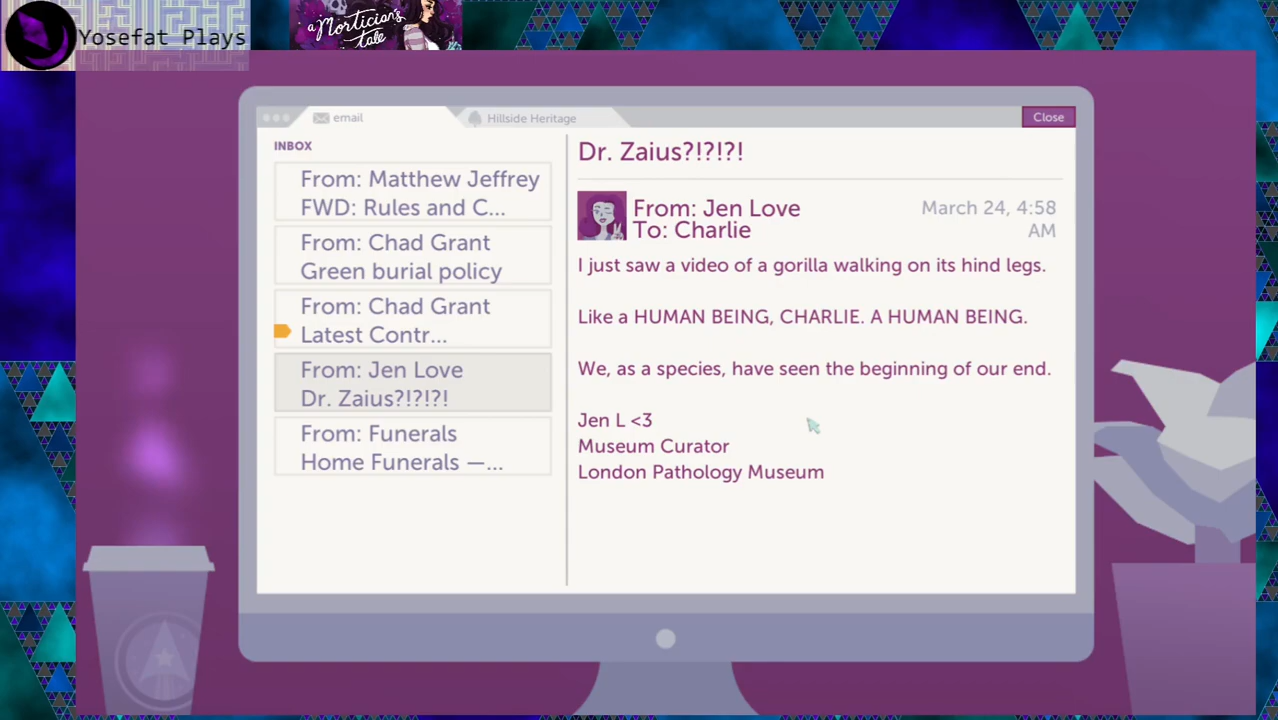 Yosefat Plays
a Mortician's
tale
email
Hillside Heritage
Close
INBOX
From: Matthew Jeffrey
FWD: Rules and C...
From: Chad Grant
Green burial policy
From: Chad Grant
Latest Contr...
From: Jen Love
Dr. Zaius?!?!?!
From: Funerals
Home Funerals —...
Dr. Zaius?!?!?!
From: Jen Love
To: Charlie
March 24, 4:58
AM
I just saw a video of a gorilla walking on its hind legs.
Like a HUMAN BEING, CHARLIE. A HUMAN BEING.
We, as a species, have seen the beginning of our end.
Jen L <3
Museum Curator
London Pathology Museum